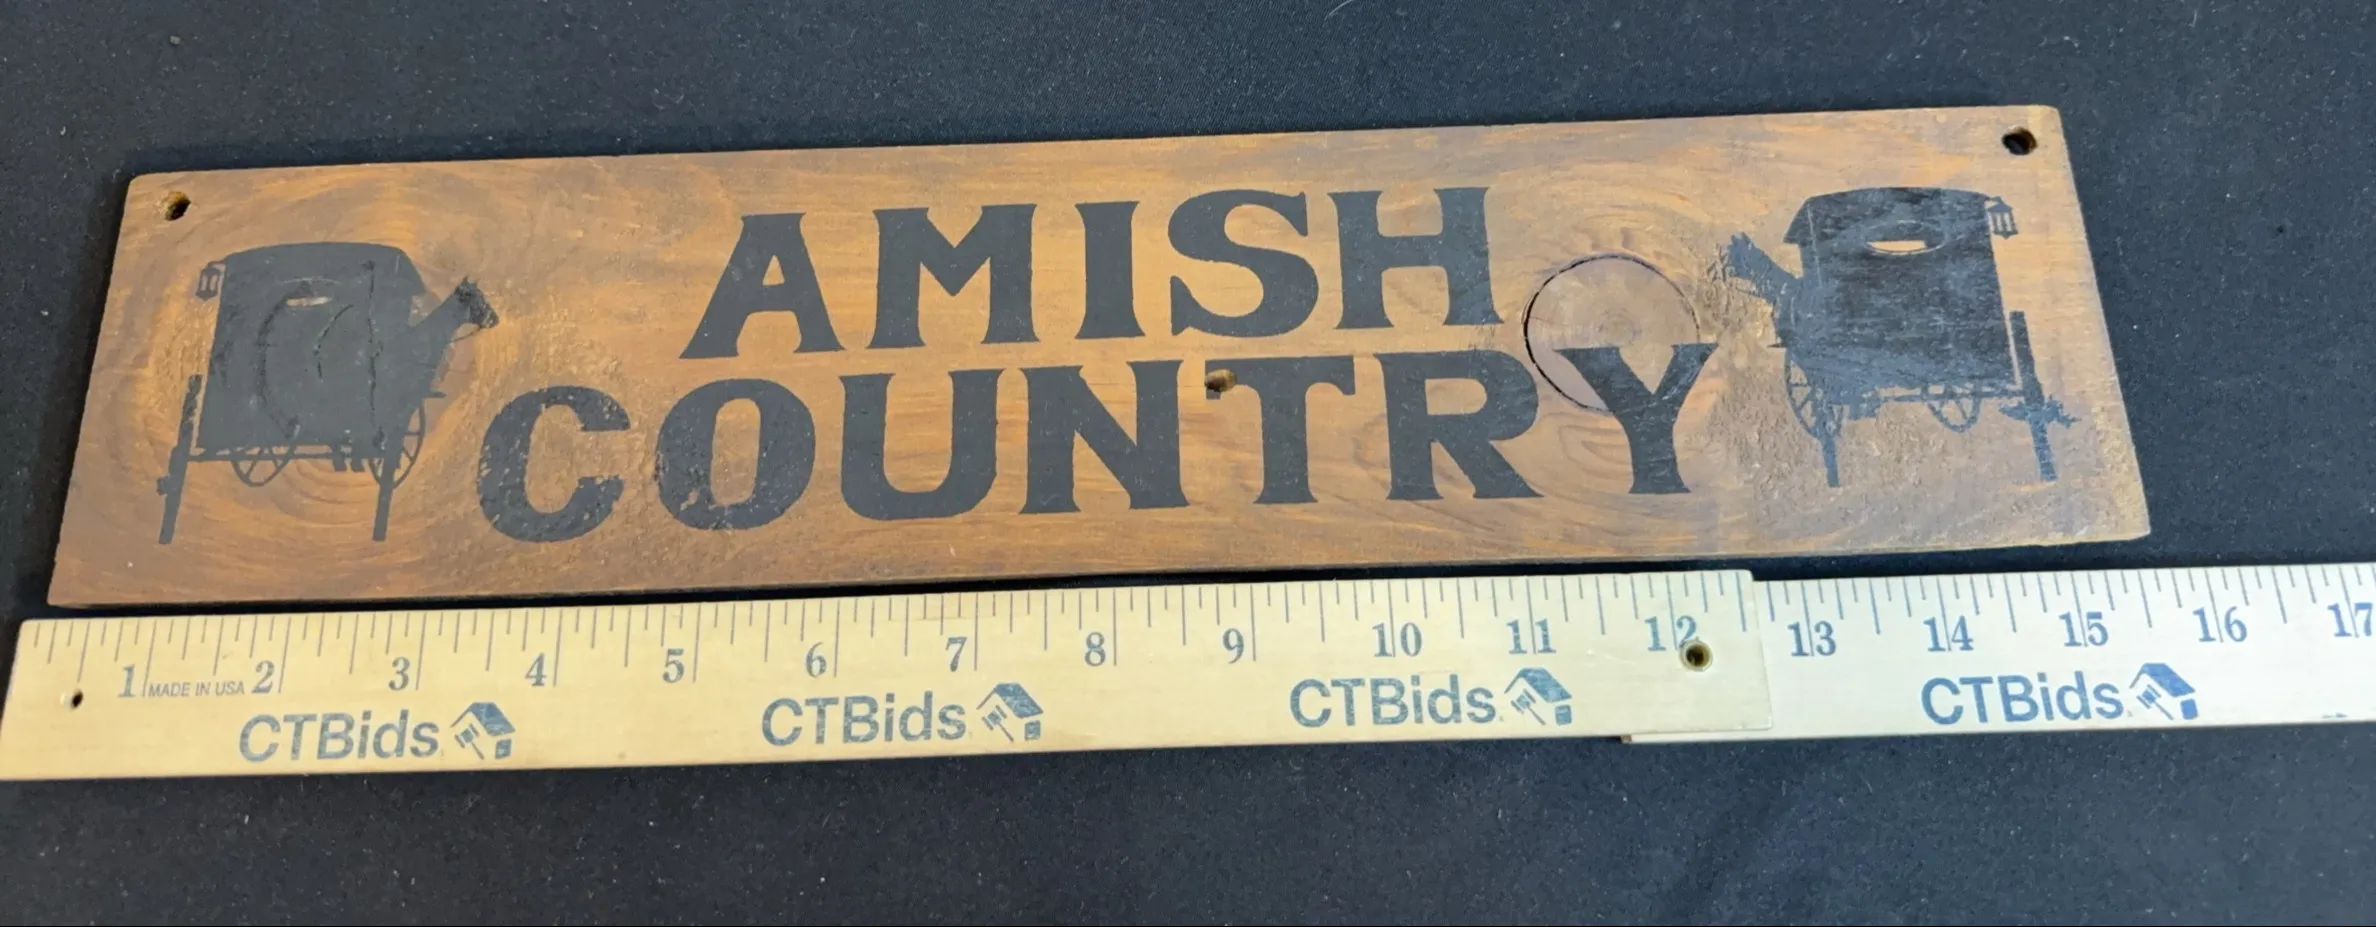 AMISH
COUNTRY
1 MADE IN USA 2 3 4 5 6 7 8 9 10 11 12 13 14 15 16 17
CTBids CTBids CTBids CTBids